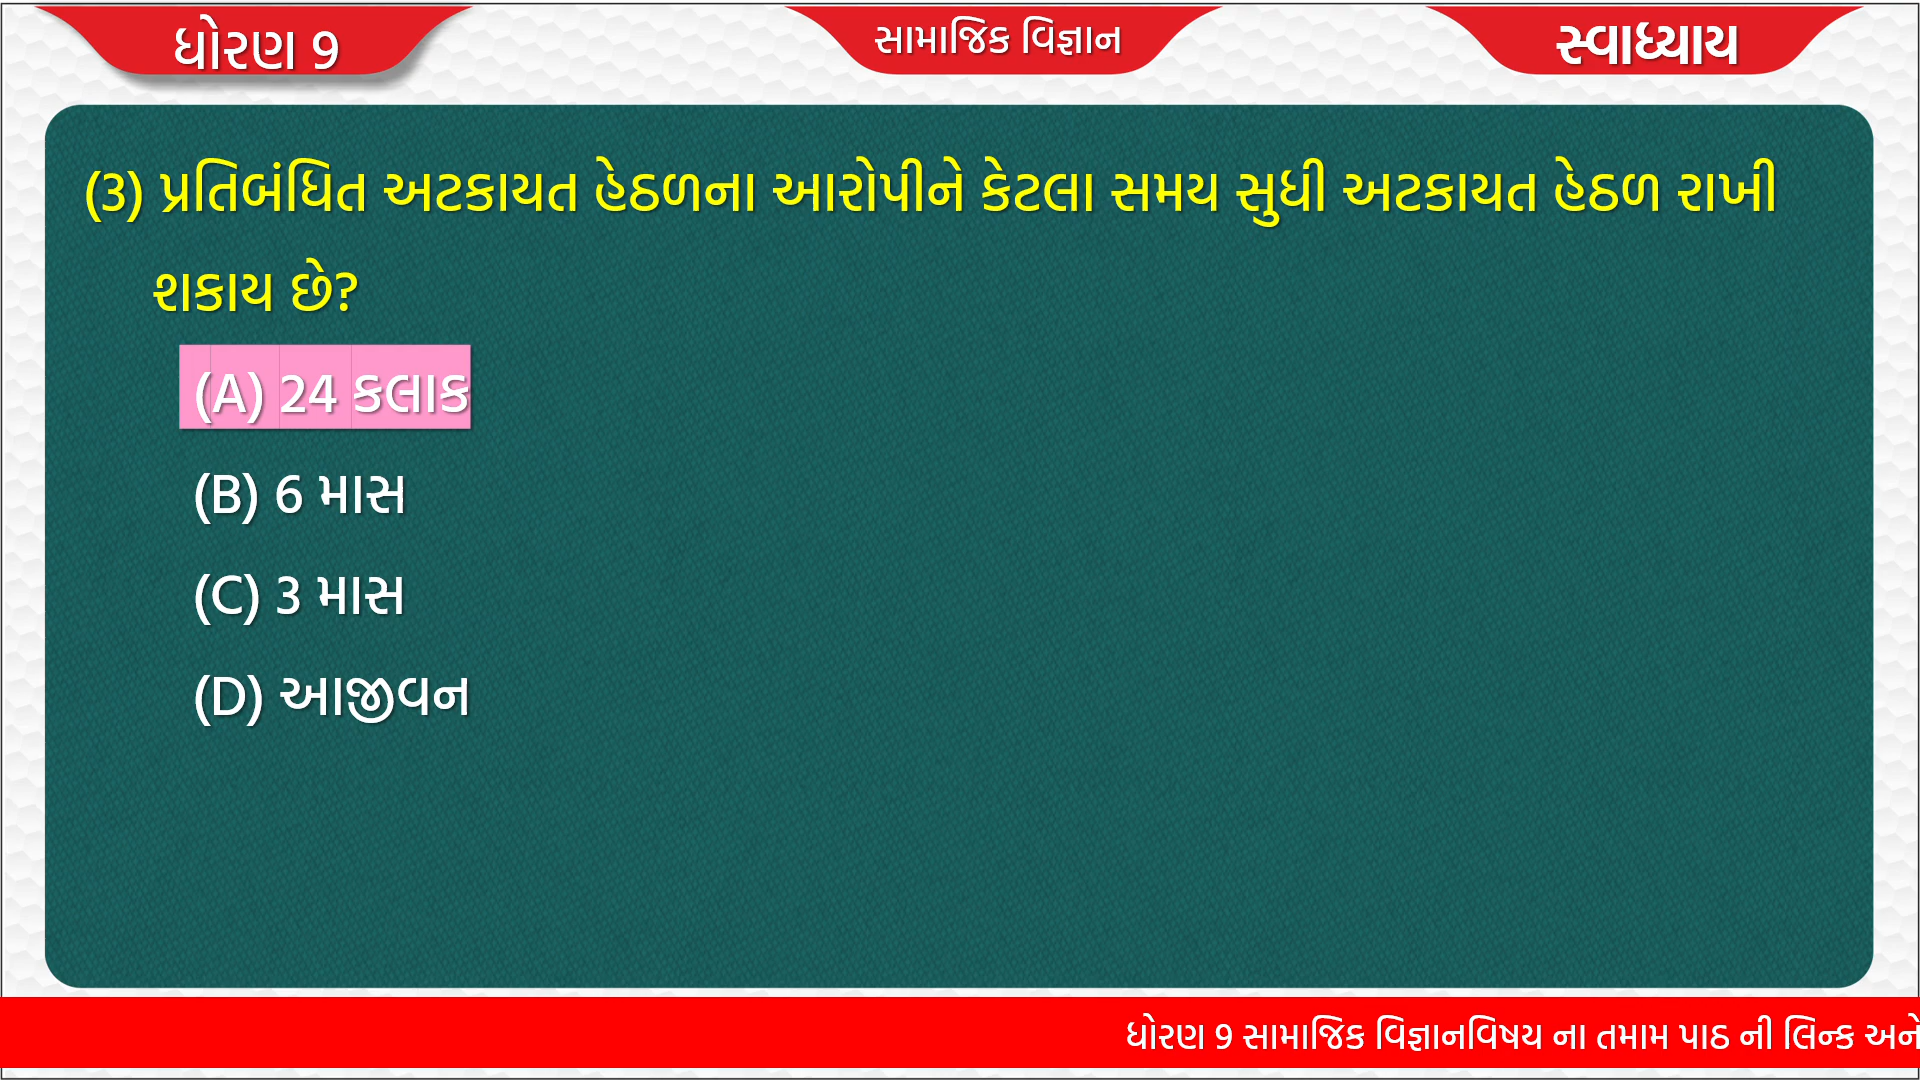 ધોરણ 9
સામાજિક વિજ્ઞાન
સ્વાધ્યાય
(3) પ્રતિબંધિત અટકાયત હેઠળના આરોપીને કેટલા સમય સુધી અટકાયત હેઠળ રાખી
શકાય છે?
(A) 24 કલાક
(B) 6 માસ
(C) 3 માસ
(D) આજીવન
ધોરણ 9 સામાજિક વિજ્ઞાનવિષય ના તમામ પાઠ ની લિન્ક અને